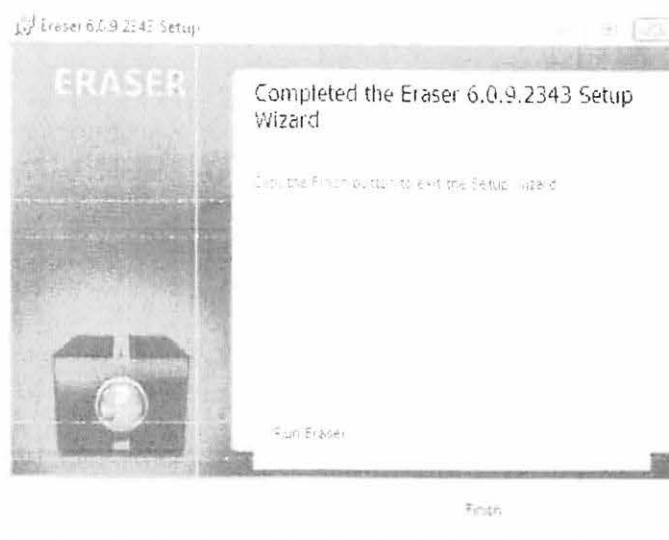 Eraser 6.0.9.2343 Setup
ERASER
Completed the Eraser 6.0.9.2343 Setup
Wizard
Click the Finish button to exit the Setup Wizard
Run Eraser
Finish